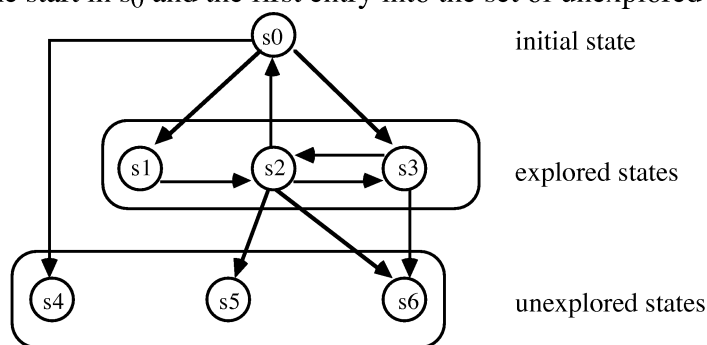 start in s0 and the first entry into the set of unexplored
s0 initial state
s1 s2 s3 explored states
s4 s5 s6 unexplored states